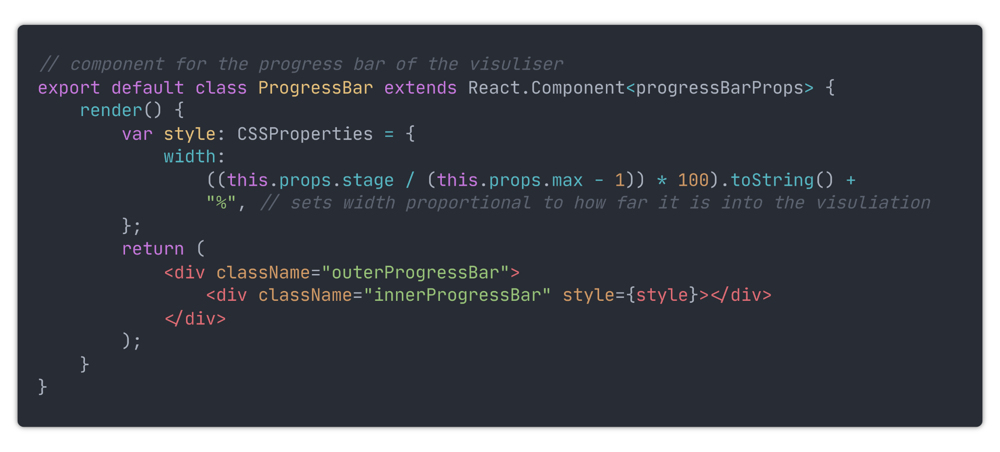 // component for the progress bar of the visuliser
export default class ProgressBar extends React.Component<progressBarProps> {
    render() {
        var style: CSSProperties = {
            width:
                ((this.props.stage / (this.props.max - 1)) * 100).toString() +
                "%", // sets width proportional to how far it is into the visuliation
        };
        return (
            <div className="outerProgressBar">
                <div className="innerProgressBar" style={style}></div>
            </div>
        );
    }
}